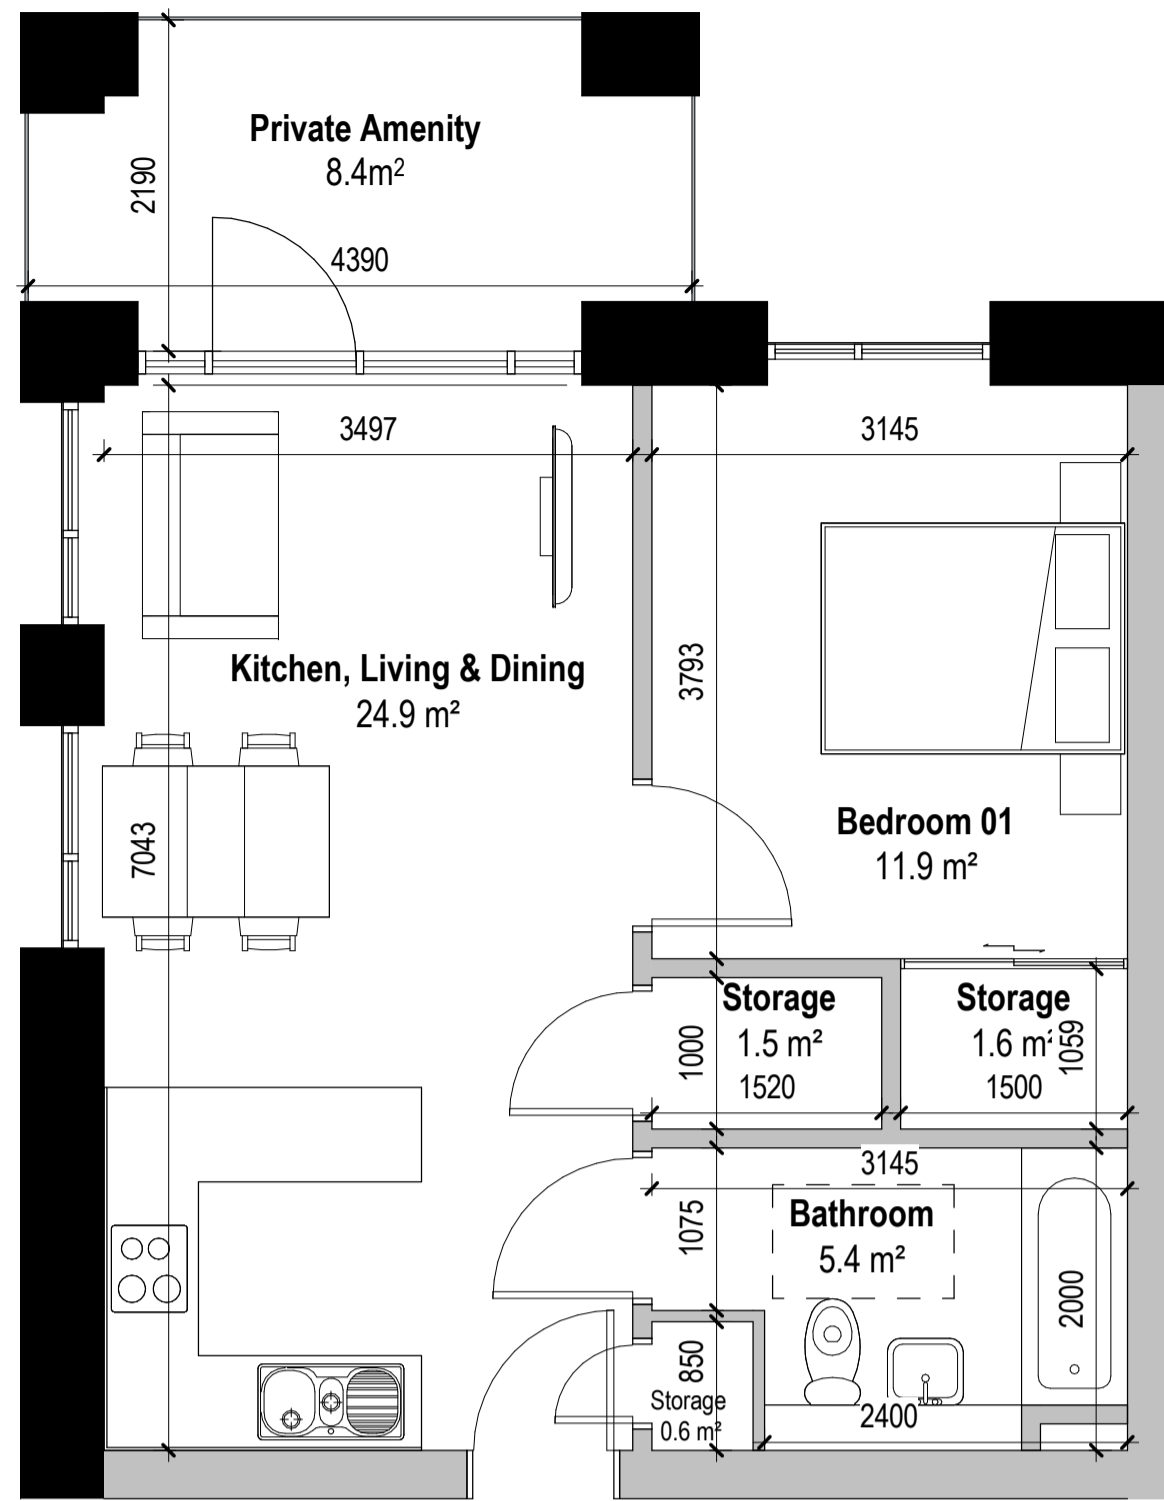 Private Amenity
8.4m²
2190
4390
3497
3145
Kitchen, Living & Dining
24.9 m²
3793
7043
Bedroom 01
11.9 m²
Storage
1.5 m²
1000
1520
Storage
1.6 m²
1059
1500
3145
Bathroom
5.4 m²
1075
2000
850
Storage
0.6 m²
2400